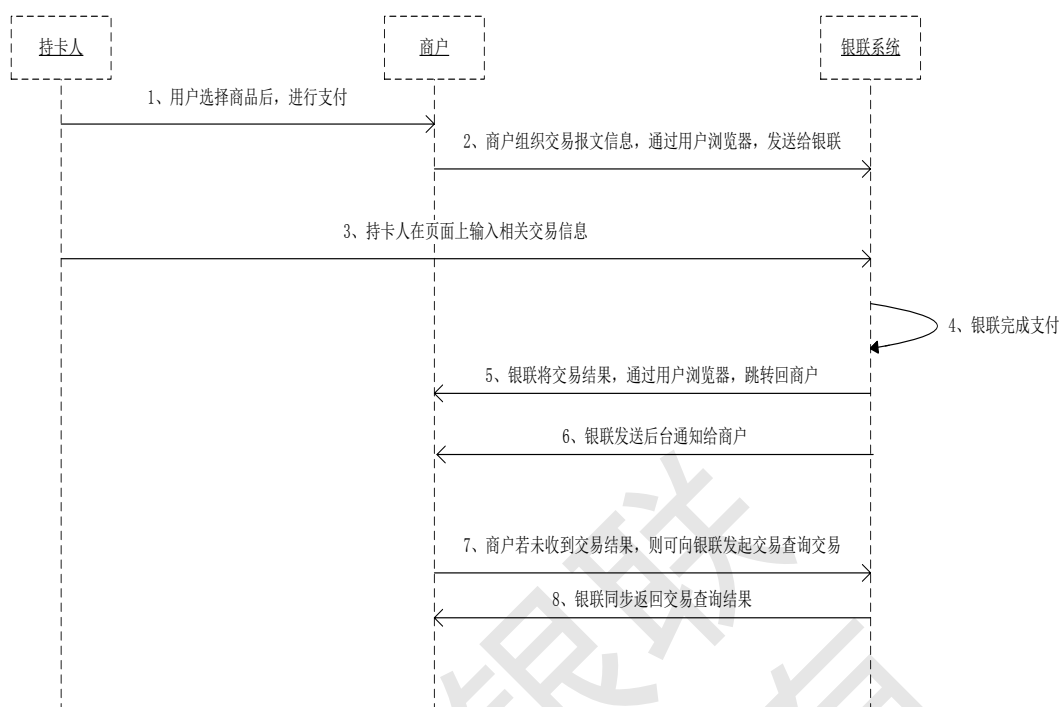 持卡人
商户
银联系统
1、用户选择商品后，进行支付
2、商户组织交易报文信息，通过用户浏览器，发送给银联
3、持卡人在页面上输入相关交易信息
4、银联完成支付
5、银联将交易结果，通过用户浏览器，跳转回商户
6、银联发送后台通知给商户
7、商户若未收到交易结果，则可向银联发起交易查询交易
8、银联同步返回交易查询结果
银联